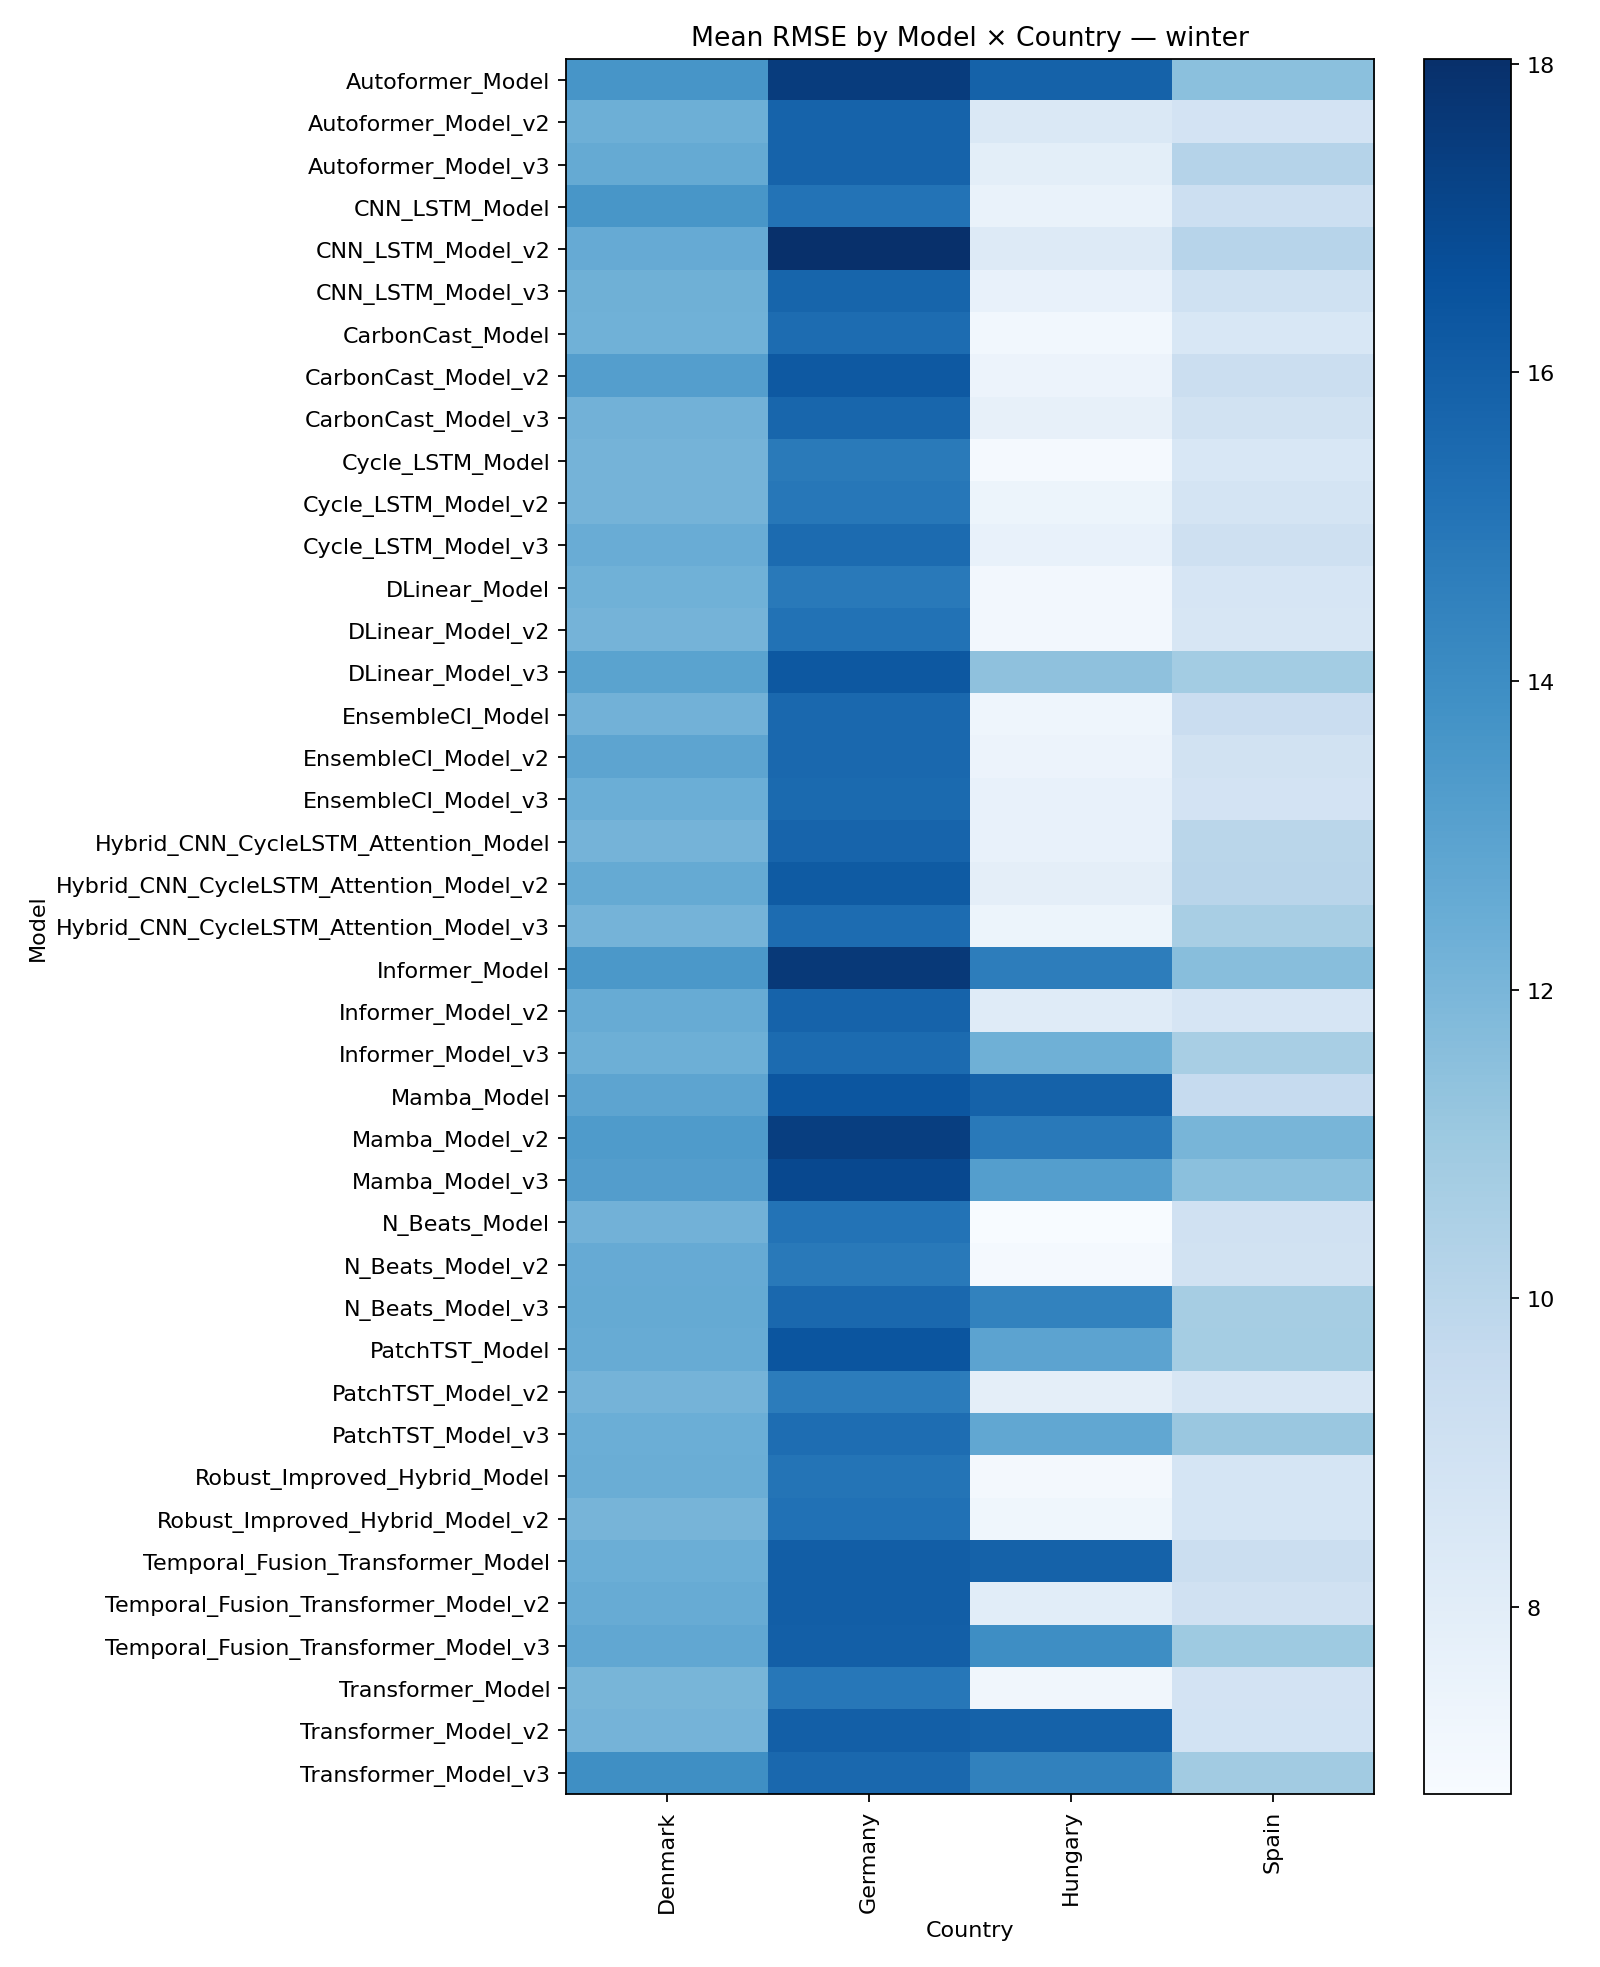 Mean RMSE by Model × Country — winter
Autoformer_Model
Autoformer_Model_v2
Autoformer_Model_v3
CNN_LSTM_Model
CNN_LSTM_Model_v2
CNN_LSTM_Model_v3
CarbonCast_Model
CarbonCast_Model_v2
CarbonCast_Model_v3
Cycle_LSTM_Model
Cycle_LSTM_Model_v2
Cycle_LSTM_Model_v3
DLinear_Model
DLinear_Model_v2
DLinear_Model_v3
EnsembleCI_Model
EnsembleCI_Model_v2
EnsembleCI_Model_v3
Hybrid_CNN_CycleLSTM_Attention_Model
Hybrid_CNN_CycleLSTM_Attention_Model_v2
Hybrid_CNN_CycleLSTM_Attention_Model_v3
Informer_Model
Informer_Model_v2
Informer_Model_v3
Mamba_Model
Mamba_Model_v2
Mamba_Model_v3
N_Beats_Model
N_Beats_Model_v2
N_Beats_Model_v3
PatchTST_Model
PatchTST_Model_v2
PatchTST_Model_v3
Robust_Improved_Hybrid_Model
Robust_Improved_Hybrid_Model_v2
Temporal_Fusion_Transformer_Model
Temporal_Fusion_Transformer_Model_v2
Temporal_Fusion_Transformer_Model_v3
Transformer_Model
Transformer_Model_v2
Transformer_Model_v3
Model
Denmark
Germany
Hungary
Spain
Country
18
16
14
12
10
8